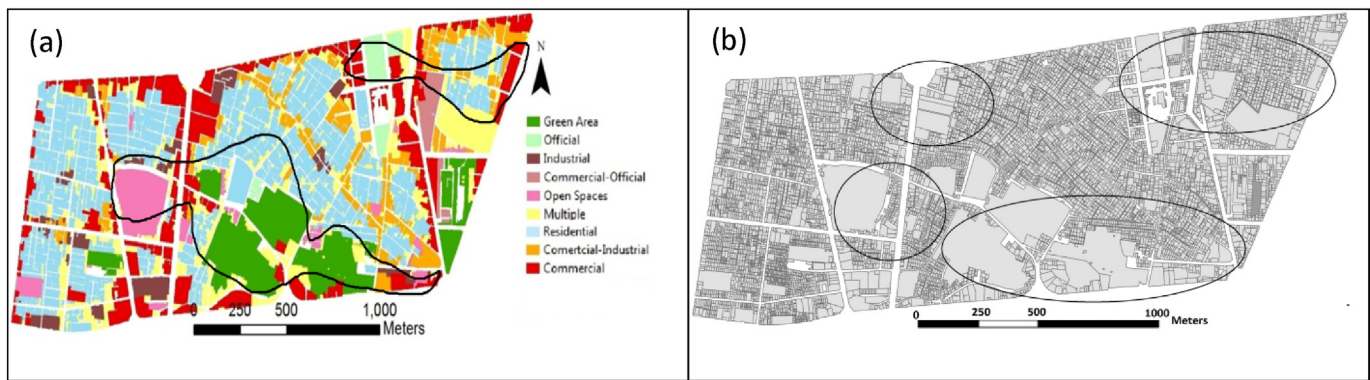 (a)
N
Green Area
Official
Industrial
Commercial-Official
Open Spaces
Multiple
Residential
Comertcial-Industrial
Commercial
0 250 500 1,000
Meters
(b)
0 250 500 1000
Meters